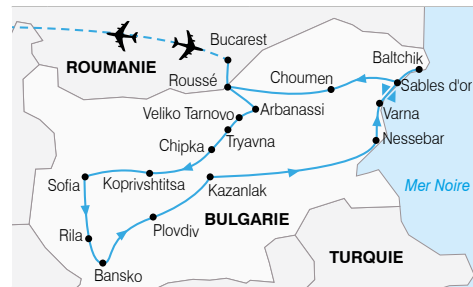 Bucarest
Baltchik
ROUMANIE
Roussé
Choumen
Sables d'or
Veliko Tarnovo
Arbanassi
Varna
Tryavna
Chipka
Nessebar
Sofia
Koprivshtitsa
Kazanlak
Mer Noire
Plovdiv
BULGARIE
Rila
TURQUIE
Bansko